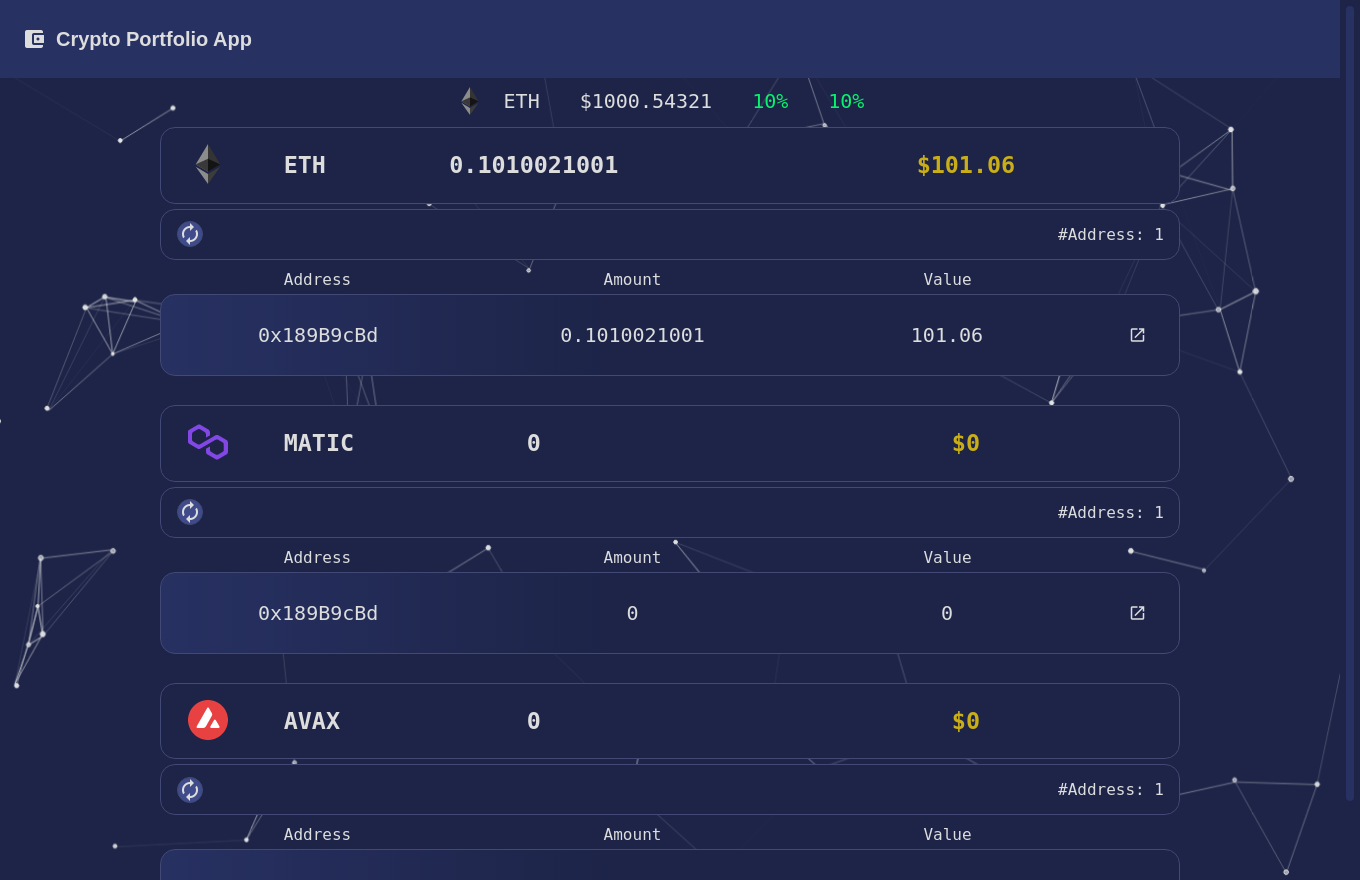 Crypto Portfolio App
ETH $1000.54321 10% 10%
ETH 0.1010021001 $101.06
#Address: 1
Address Amount Value
0x189B9cBd 0.1010021001 101.06
MATIC 0 $0
#Address: 1
Address Amount Value
0x189B9cBd 0 0
AVAX 0 $0
#Address: 1
Address Amount Value